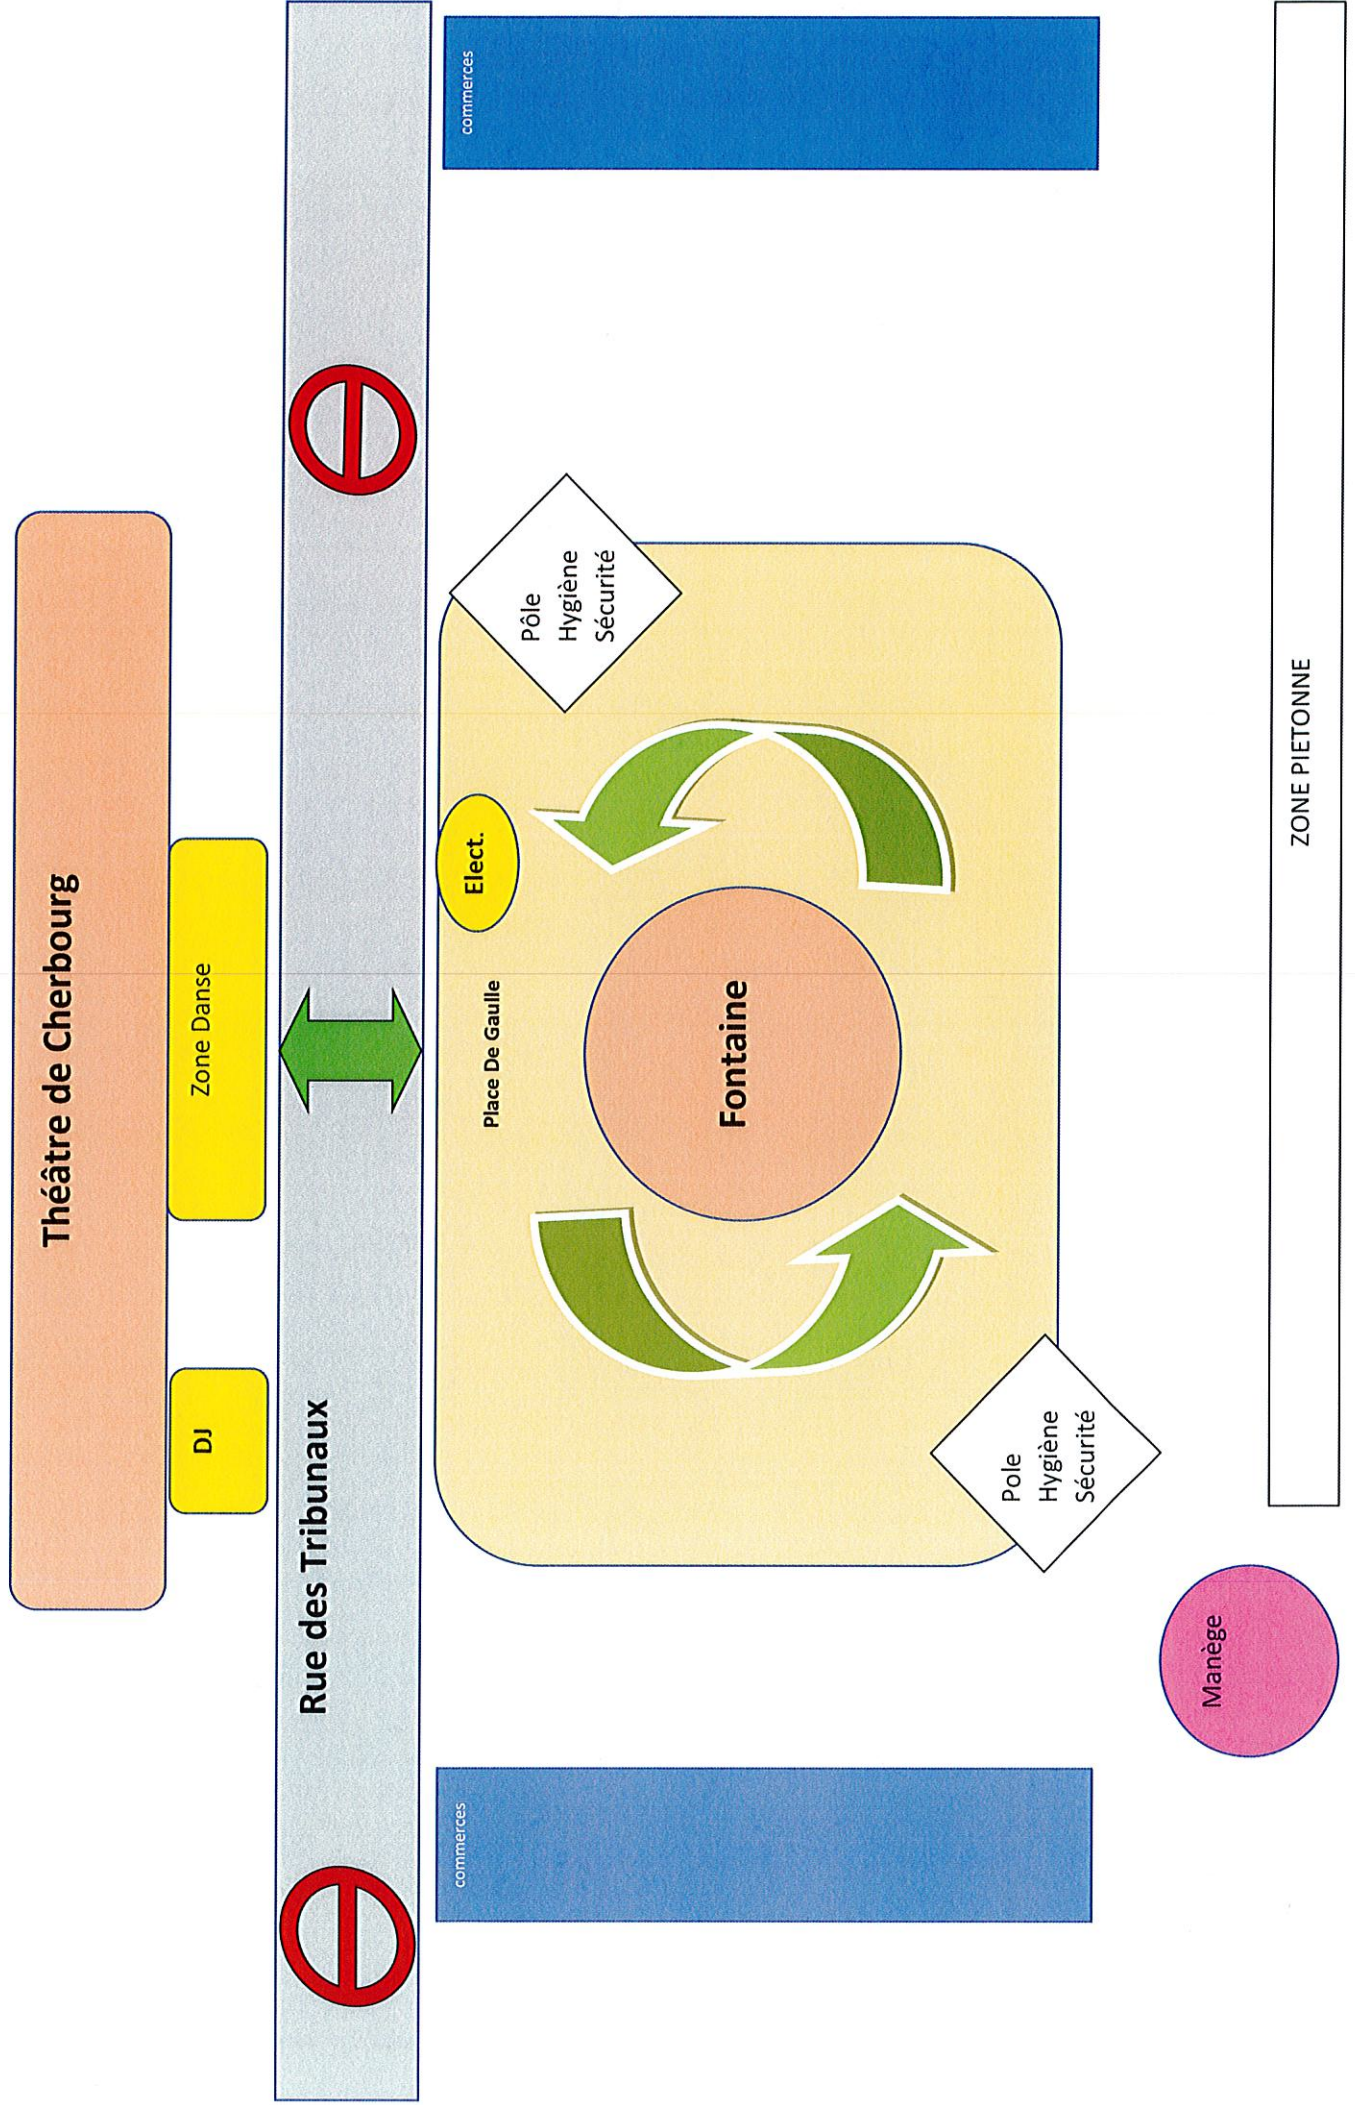 Théâtre de Cherbourg
DJ
Zone Danse
Rue des Tribunaux
commerces
Place De Gaulle
Elect.
Pôle
Hygiène
Sécurité
commerces
Fontaine
Pole
Hygiène
Sécurité
Manège
ZONE PIETONNE